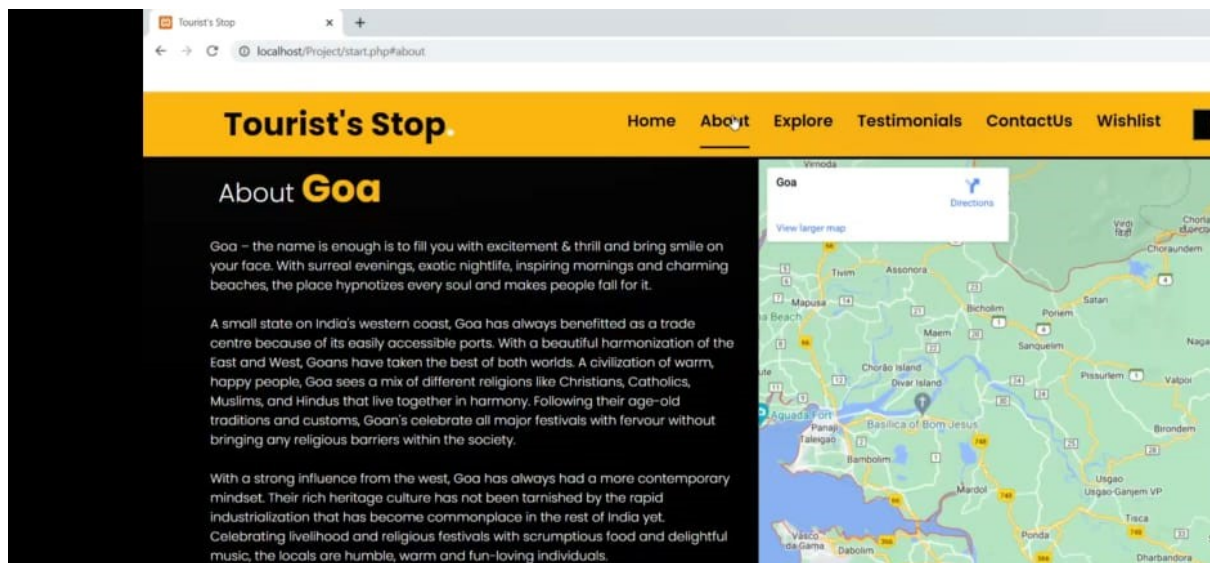 Tourist's Stop
localhost/Project/start.php#about
Tourist's Stop.
Home About Explore Testimonials ContactUs Wishlist
About Goa
Goa – the name is enough is to fill you with excitement & thrill and bring smile on
your face. With surreal evenings, exotic nightlife, inspiring mornings and charming
beaches, the place hypnotizes every soul and makes people fall for it.
A small state on India's western coast, Goa has always benefitted as a trade
centre because of its easily accessible ports. With a beautiful harmonization of the
East and West, Goans have taken the best of both worlds. A civilization of warm,
happy people, Goa sees a mix of different religions like Christians, Catholics,
Muslims, and Hindus that live together in harmony. Following their age-old
traditions and customs, Goan's celebrate all major festivals with fervour without
bringing any religious barriers within the society.
With a strong influence from the west, Goa has always had a more contemporary
mindset. Their rich heritage culture has not been tarnished by the rapid
industrialization that has become commonplace in the rest of India yet.
Celebrating livelihood and religious festivals with scrumptious food and delightful
music, the locals are humble, warm and fun-loving individuals.
Virnoda
Goa
Directions
View larger map
Virdi
Choraundem
Tivim Assonora
Mapusa 14
Bicholim Poriem Satari
Beach
Maem
Sanquelim
Chorão Island
Divar Island
Pissurlem 1 Valpoi
Aguada Fort
Basilica of Bom Jesus
Panaji
Taleigao
Birondem
748
Bambolim
Usgao
Usgao-Ganjem VP
Mardol 748
Tisca
Vasco
da Gama
Dabolim
366
Ponda
748
Dharbandora